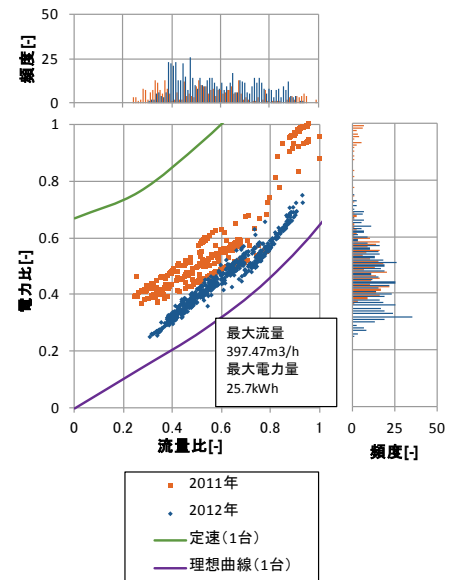 50
25
0
頻度[-]
1
0.8
0.6
0.4
0.2
0
電力比[-]
0 0.2 0.4 0.6 0.8 1
流量比[-]
最大流量
397.47m3/h
最大電力量
25.7kWh
0 25 50
頻度[-]
2011年
2012年
定速(1台)
理想曲線(1台)